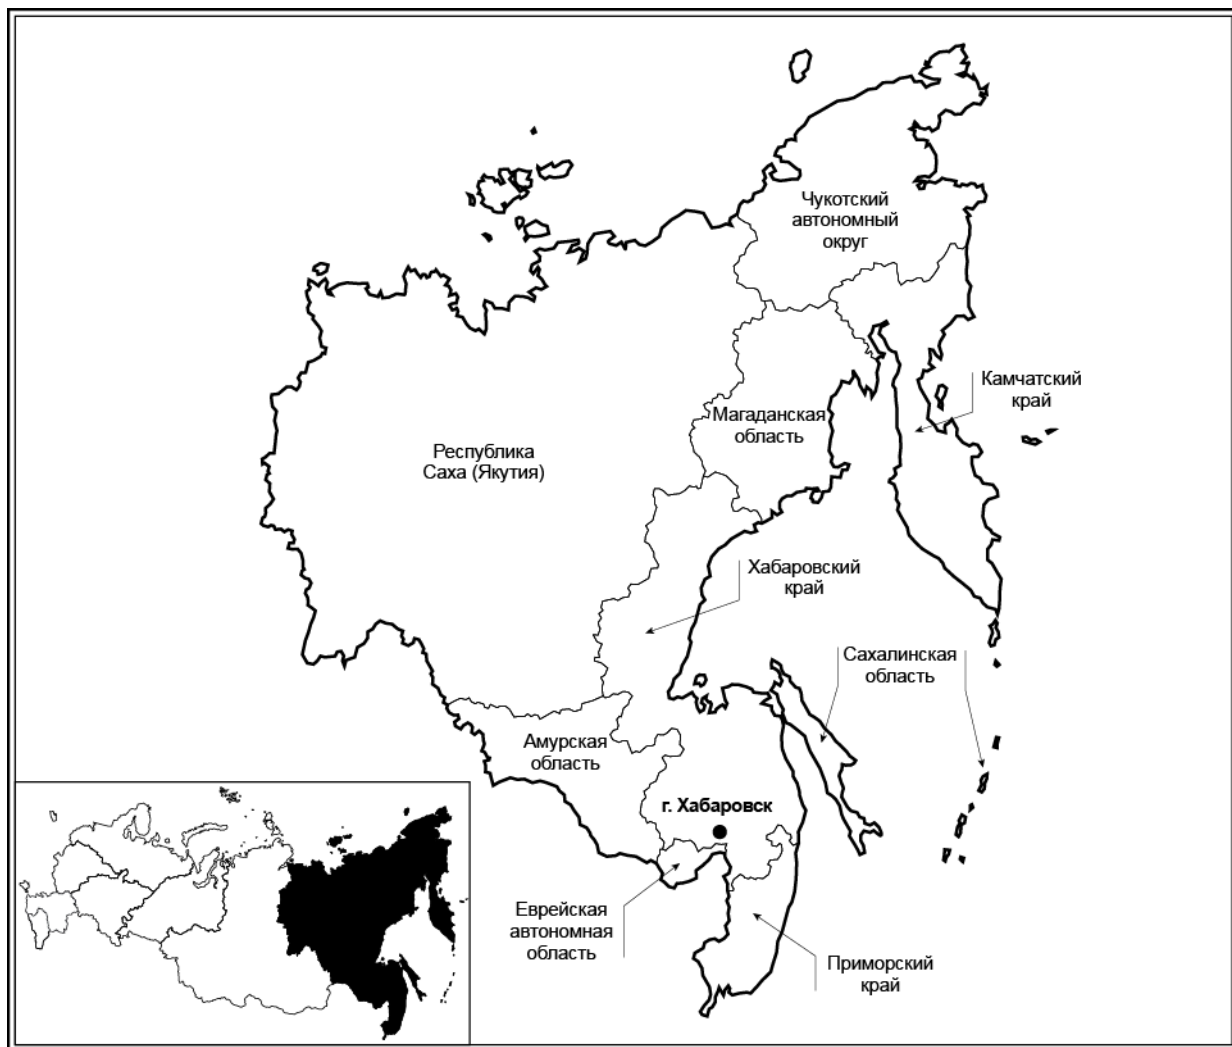 Чукотский
автономный
округ
Камчатский
край
Магаданская
область
Республика
Саха (Якутия)
Хабаровский
край
Сахалинская
область
Амурская
область
г. Хабаровск
Еврейская
автономная
область
Приморский
край